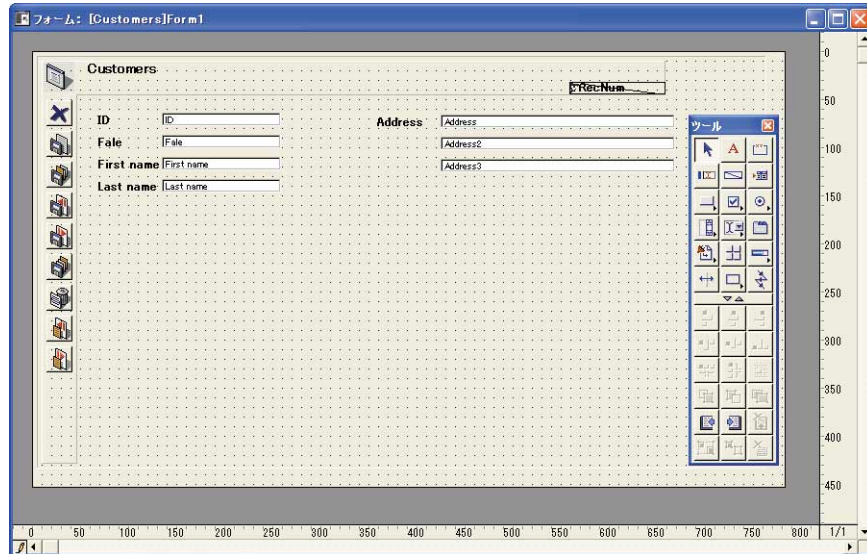 フォーム: [Customers]Form1
Customers
sRecNum
ID ID
Fale Fale
First name First name
Last name Last name
Address Address
Address2
Address3
ツール
A
0
50
100
150
200
250
300
350
400
450
0 50 100 150 200 250 300 350 400 450 500 550 600 650 700 750 800 1/1